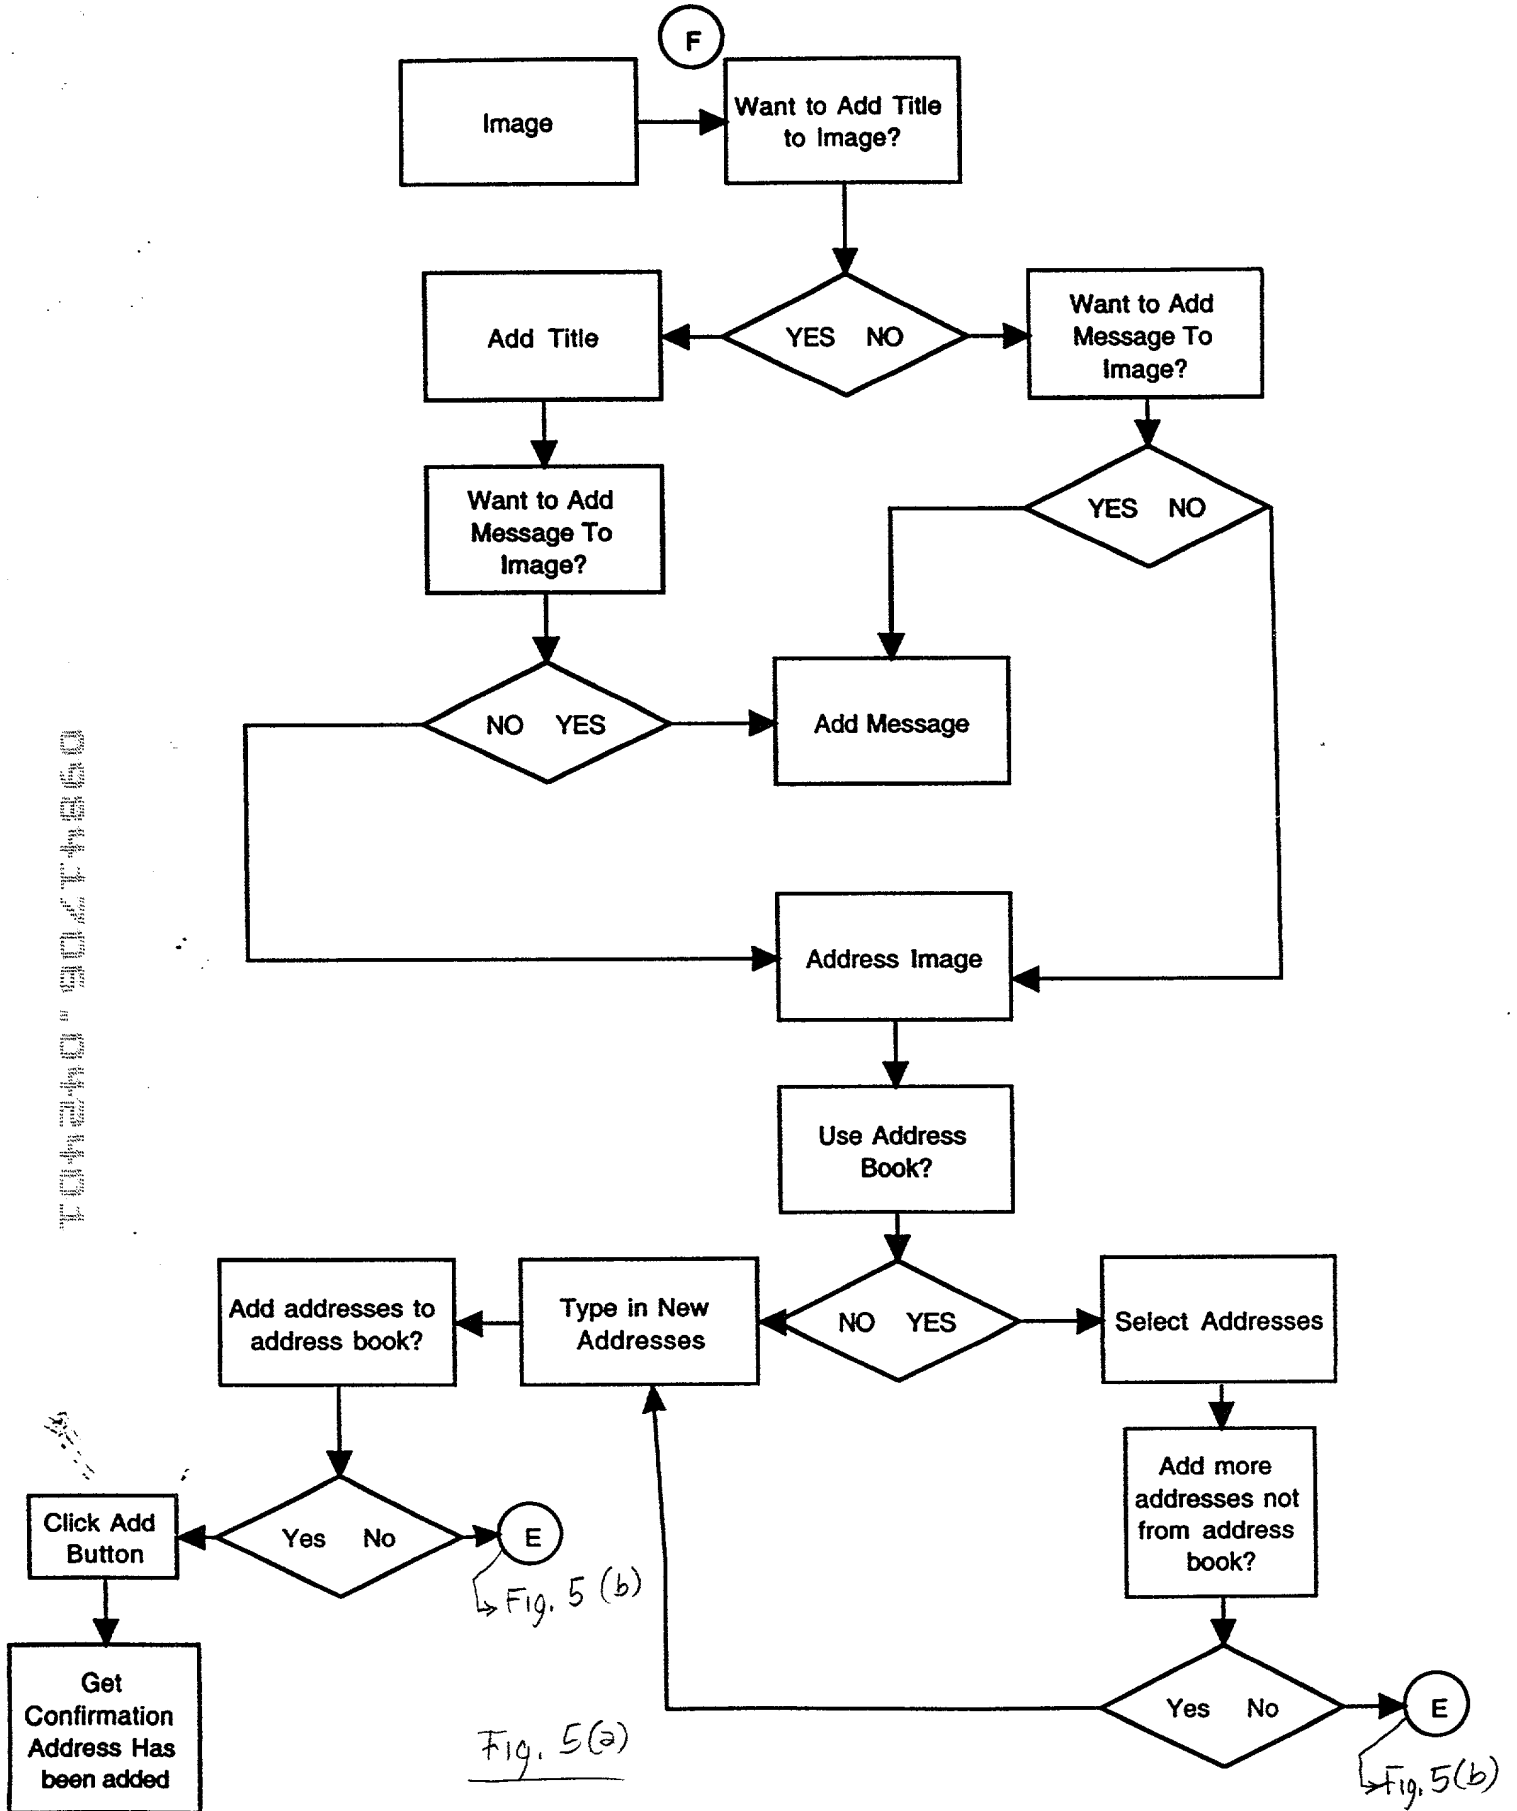 F
Image
Want to Add Title
to Image?
Add Title
YES NO
Want to Add
Message To
Image?
Want to Add
Message To
Image?
YES NO
NO YES
Add Message
Address Image
Use Address
Book?
Add addresses to
address book?
Type in New
Addresses
NO YES
Select Addresses
Add more
addresses not
from address
book?
Click Add
Button
Yes No
E
Fig. 5 (b)
Get
Confirmation
Address Has
been added
Yes No
E
Fig. 5(b)
Fig. 5(a)